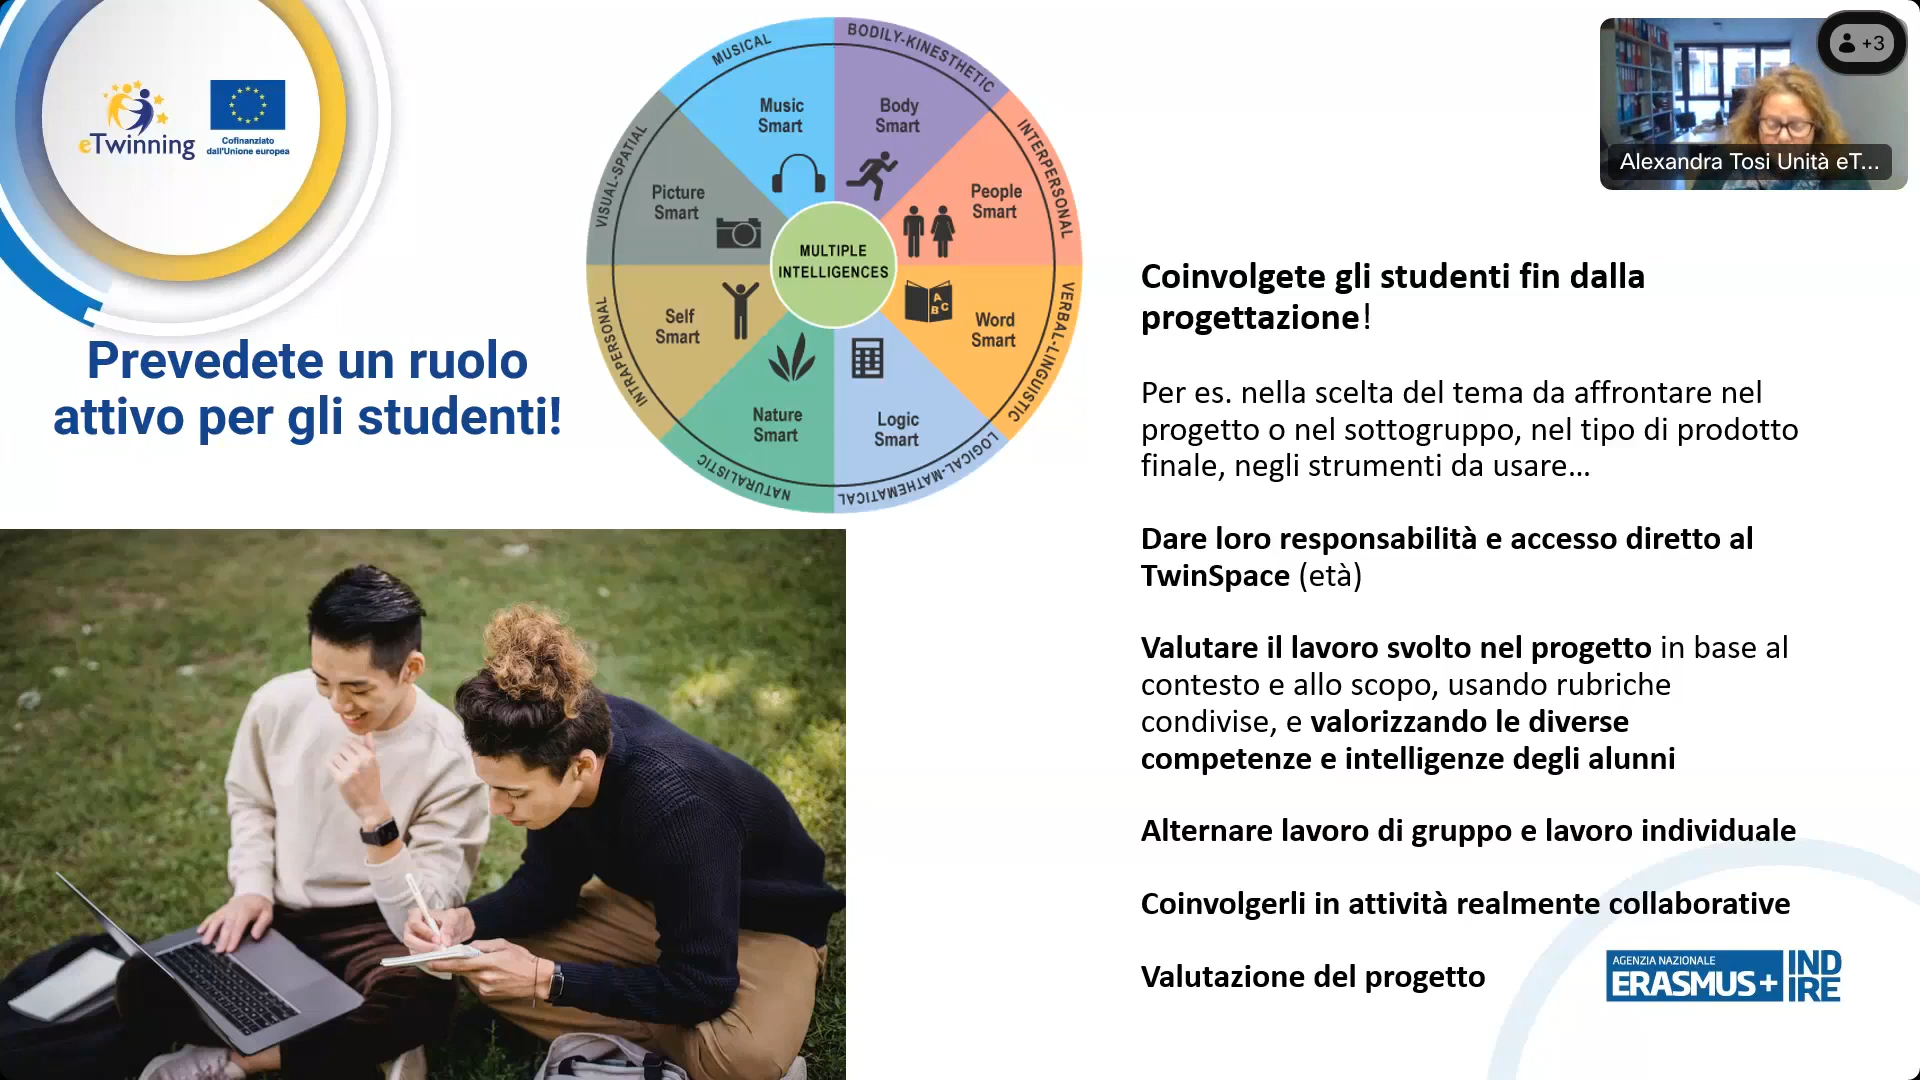 eTwinning
Cofinanziato
dall'Unione europea
Prevedete un ruolo
attivo per gli studenti!
MUSICAL
BODILY-KINESTHETIC
INTERPERSONAL
VERBAL-LINGUISTIC
LOGICAL-MATHEMATICAL
NATURALISTIC
INTRAPERSONAL
VISUAL-SPATIAL
Music
Smart
Body
Smart
People
Smart
Word
Smart
Logic
Smart
Nature
Smart
Self
Smart
Picture
Smart
MULTIPLE
INTELLIGENCES
A
B C
+3
Alexandra Tosi Unità eT...
Coinvolgete gli studenti fin dalla
progettazione!
Per es. nella scelta del tema da affrontare nel
progetto o nel sottogruppo, nel tipo di prodotto
finale, negli strumenti da usare...
Dare loro responsabilità e accesso diretto al
TwinSpace (età)
Valutare il lavoro svolto nel progetto in base al
contesto e allo scopo, usando rubriche
condivise, e valorizzando le diverse
competenze e intelligenze degli alunni
Alternare lavoro di gruppo e lavoro individuale
Coinvolgerli in attività realmente collaborative
Valutazione del progetto
AGENZIA NAZIONALE
ERASMUS+
IND
IRE